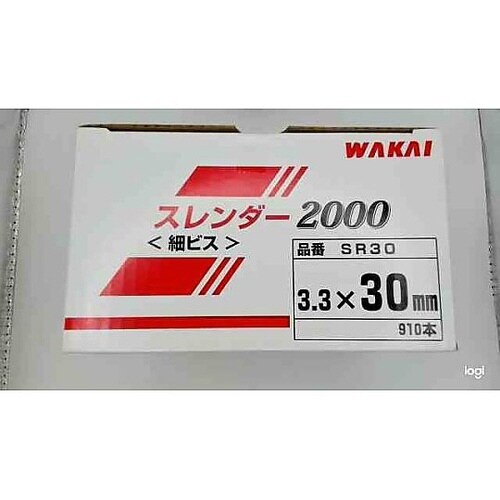 WAKAI
スレンダー2000
<細ビス>
品番 SR30
3.3×30mm
910本
logi